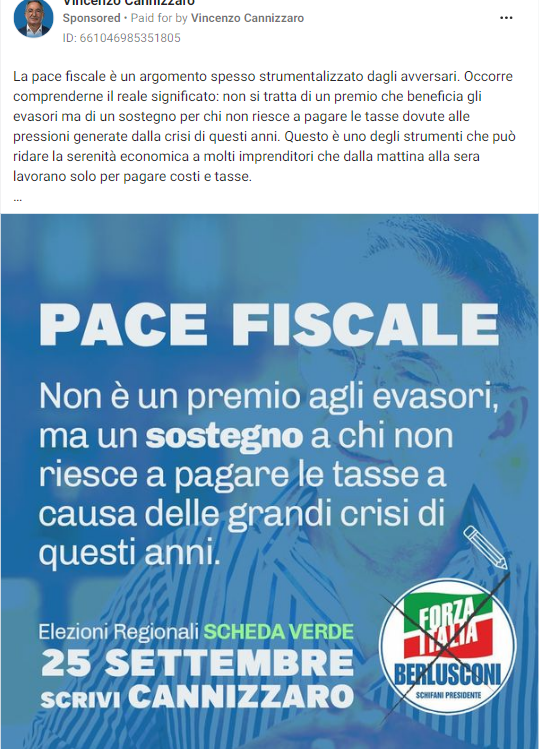 Vincenzo Cannizzaro
Sponsored • Paid for by Vincenzo Cannizzaro
ID: 661046985351805
La pace fiscale è un argomento spesso strumentalizzato dagli avversari. Occorre
comprenderne il reale significato: non si tratta di un premio che beneficia gli
evasori ma di un sostegno per chi non riesce a pagare le tasse dovute alle
pressioni generate dalla crisi di questi anni. Questo è uno degli strumenti che può
ridare la serenità economica a molti imprenditori che dalla mattina alla sera
lavorano solo per pagare costi e tasse.
...
PACE FISCALE
Non è un premio agli evasori,
ma un sostegno a chi non
riesce a pagare le tasse a
causa delle grandi crisi di
questi anni.
Elezioni Regionali SCHEDA VERDE
25 SETTEMBRE
SCRIVI CANNIZZARO
FORZA
ITALIA
BERLUSCONI
SCHIFANI PRESIDENTE